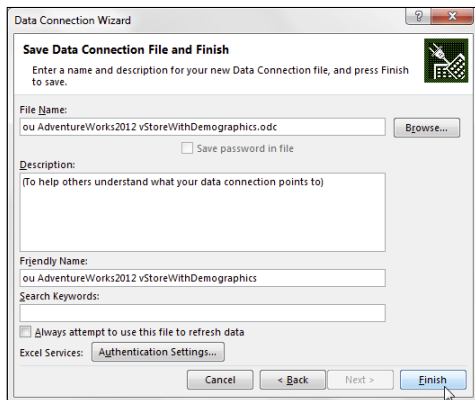 Data Connection Wizard
Save Data Connection File and Finish
Enter a name and description for your new Data Connection file, and press Finish
to save.
File Name:
ou AdventureWorks2012 vStoreWithDemographics.odc
Browse...
Save password in file
Description:
(To help others understand what your data connection points to)
Friendly Name:
ou AdventureWorks2012 vStoreWithDemographics
Search Keywords:
Always attempt to use this file to refresh data
Excel Services: Authentication Settings...
Cancel < Back Next > Finish